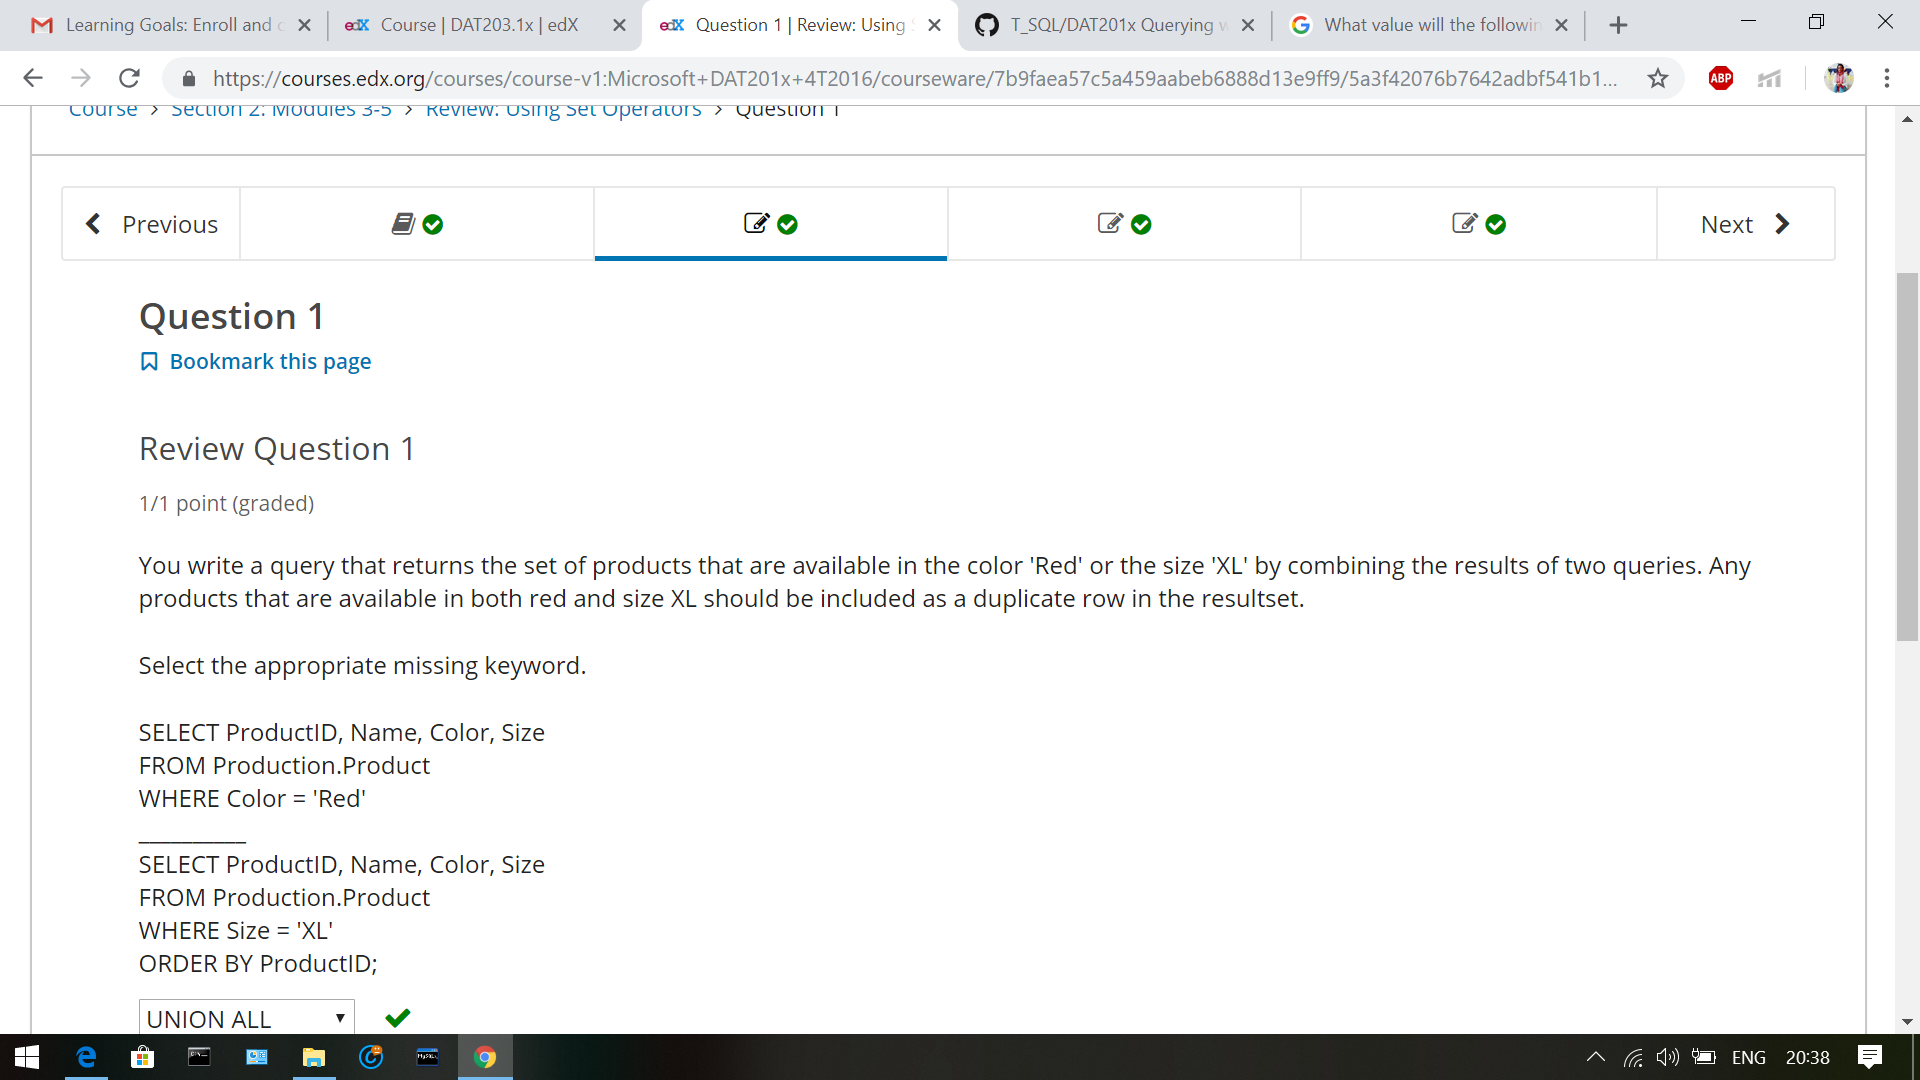 Learning Goals: Enroll and c
edX Course | DAT203.1x | edX
edX Question 1 | Review: Using S
T_SQL/DAT201x Querying w
What value will the followin
https://courses.edx.org/courses/course-v1:Microsoft+DAT201x+4T2016/courseware/7b9faea57c5a459aabeb6888d13e9ff9/5a3f42076b7642adbf541b1...
ABP
Course > Section 2: Modules 3-5 > Review: Using Set Operators > Question 1
Previous
Next
Question 1
Bookmark this page
Review Question 1
1/1 point (graded)
You write a query that returns the set of products that are available in the color 'Red' or the size 'XL' by combining the results of two queries. Any
products that are available in both red and size XL should be included as a duplicate row in the resultset.
Select the appropriate missing keyword.
SELECT ProductID, Name, Color, Size
FROM Production.Product
WHERE Color = 'Red'
__________
SELECT ProductID, Name, Color, Size
FROM Production.Product
WHERE Size = 'XL'
ORDER BY ProductID;
UNION ALL
ENG 20:38